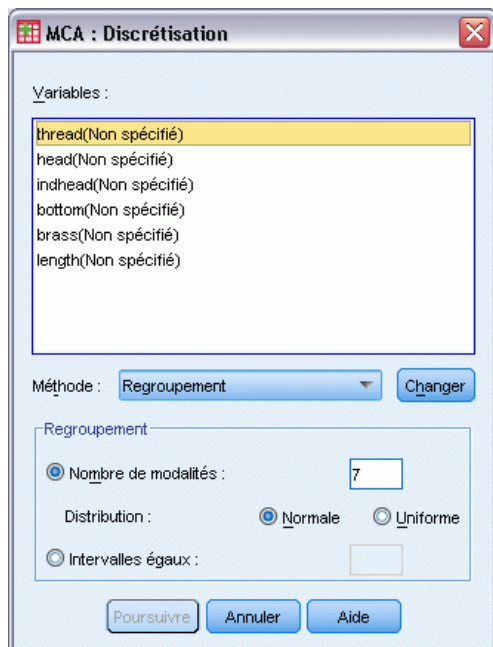 MCA : Discrétisation
Variables :
thread(Non spécifié)
head(Non spécifié)
indhead(Non spécifié)
bottom(Non spécifié)
brass(Non spécifié)
length(Non spécifié)
Méthode : Regroupement Changer
Regroupement
Nombre de modalités : 7
Distribution : Normale Uniforme
Intervalles égaux :
Poursuivre Annuler Aide